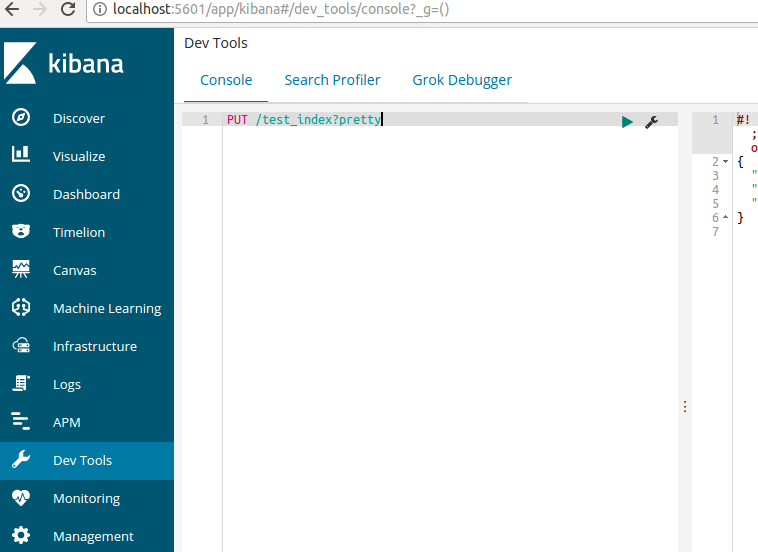 localhost:5601/app/kibana#/dev_tools/console?_g=()
kibana
Discover
Visualize
Dashboard
Timelion
Canvas
Machine Learning
Infrastructure
Logs
APM
Dev Tools
Monitoring
Management
Dev Tools
Console Search Profiler Grok Debugger
1 PUT /test_index?pretty
1 #!
;
o
2 {
3 "
4 "
5 "
6 }
7